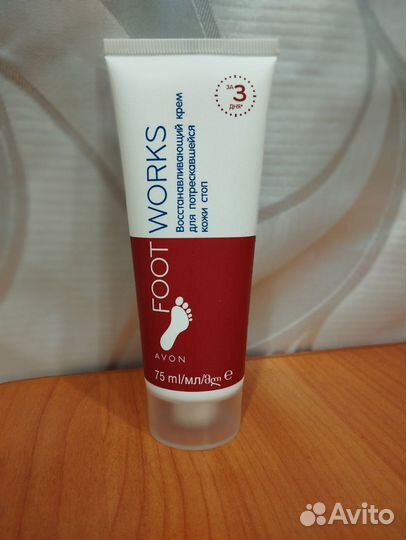 ЗА
3
ДНЯ*
FOOT WORKS
Восстанавливающий крем
для потрескавшейся
кожи стоп
AVON
75 ml/мл/მლ e
Avito